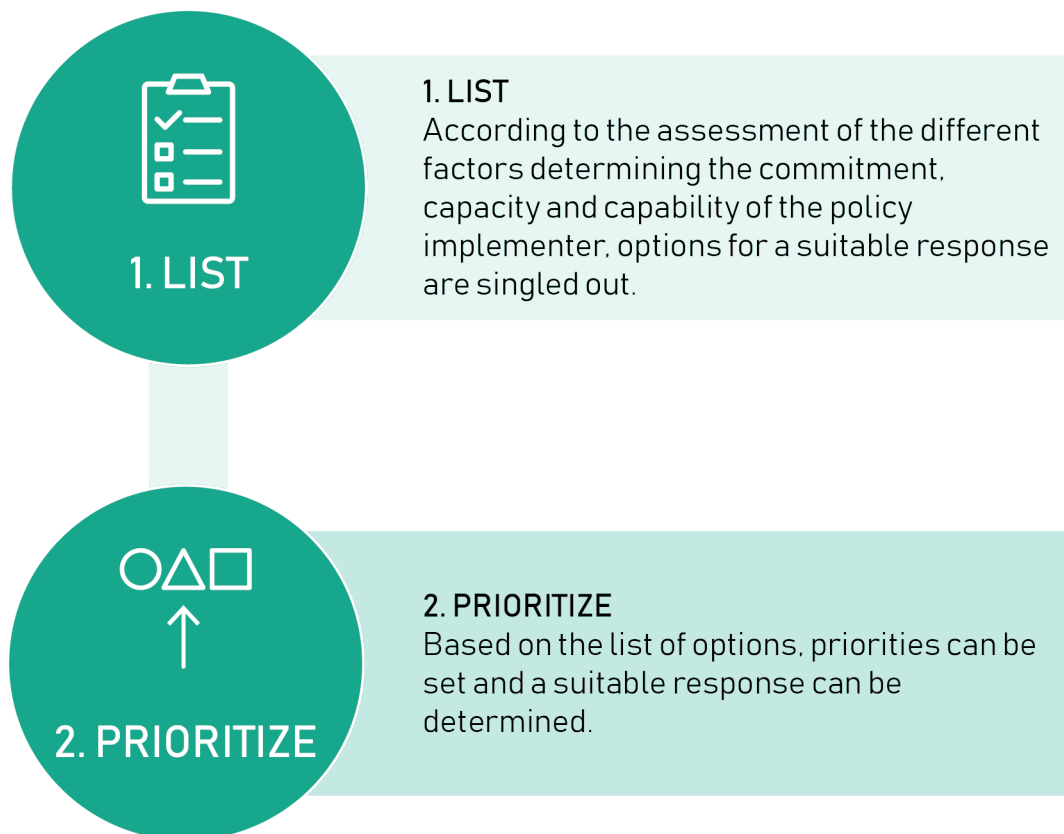 1. LIST
1. LIST
According to the assessment of the different
factors determining the commitment,
capacity and capability of the policy
implementer, options for a suitable response
are singled out.
2. PRIORITIZE
2. PRIORITIZE
Based on the list of options, priorities can be
set and a suitable response can be
determined.